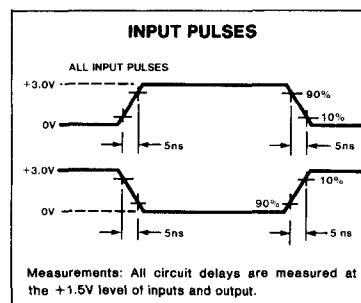 INPUT PULSES
ALL INPUT PULSES
+3.0V
90%
10%
0V
5ns
5ns
+3.0V
10%
90%
0V
5ns
5 ns
Measurements: All circuit delays are measured at
the +1.5V level of inputs and output.